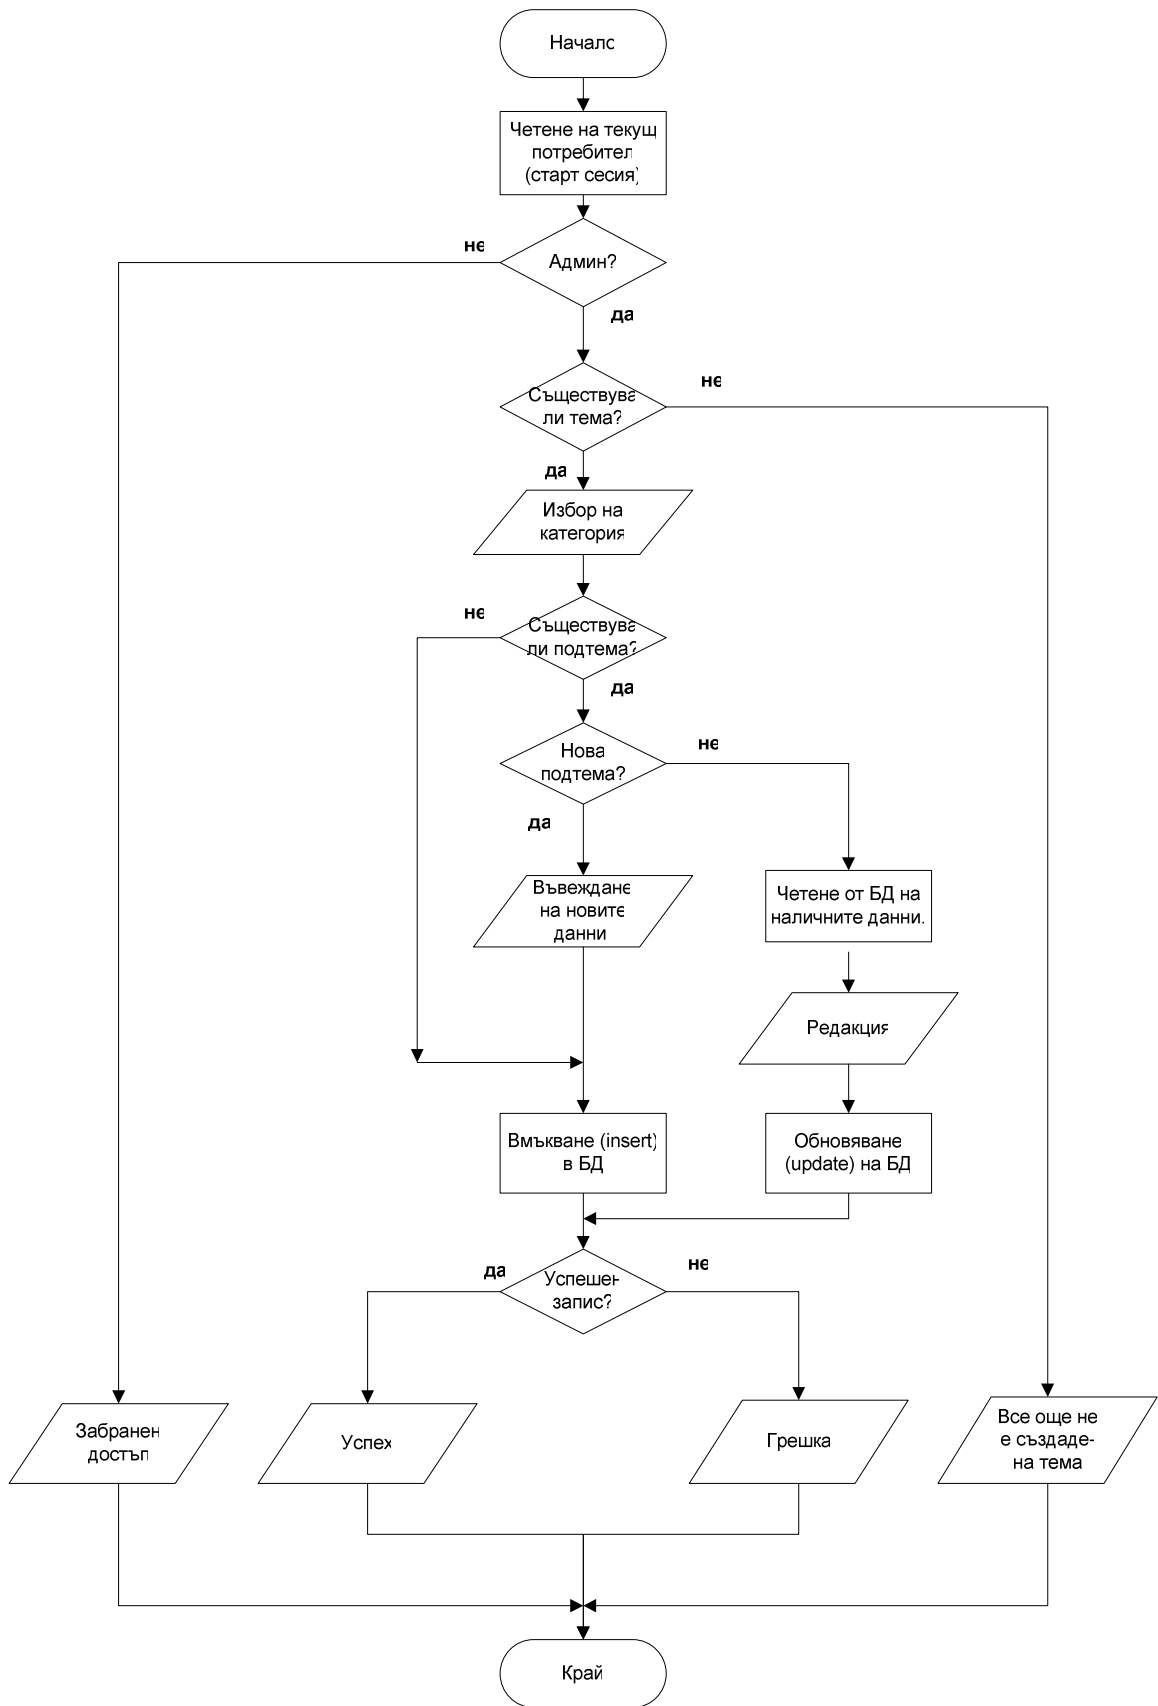 Начало
Четене на текущ
потребител
(старт сесия)
не
Админ?
да
не
Съществува
ли тема?
да
Избор на
категория
не
Съществува
ли подтема?
да
не
Нова
подтема?
да
Въвеждане
на новите
данни
Четене от БД на
наличните данни.
Редакция
Вмъкване (insert)
в БД
Обновяване
(update) на БД
да
не
Успешен
запис?
Забранен
достъп
Успех
Грешка
Все още не
е създаде-
на тема
Край